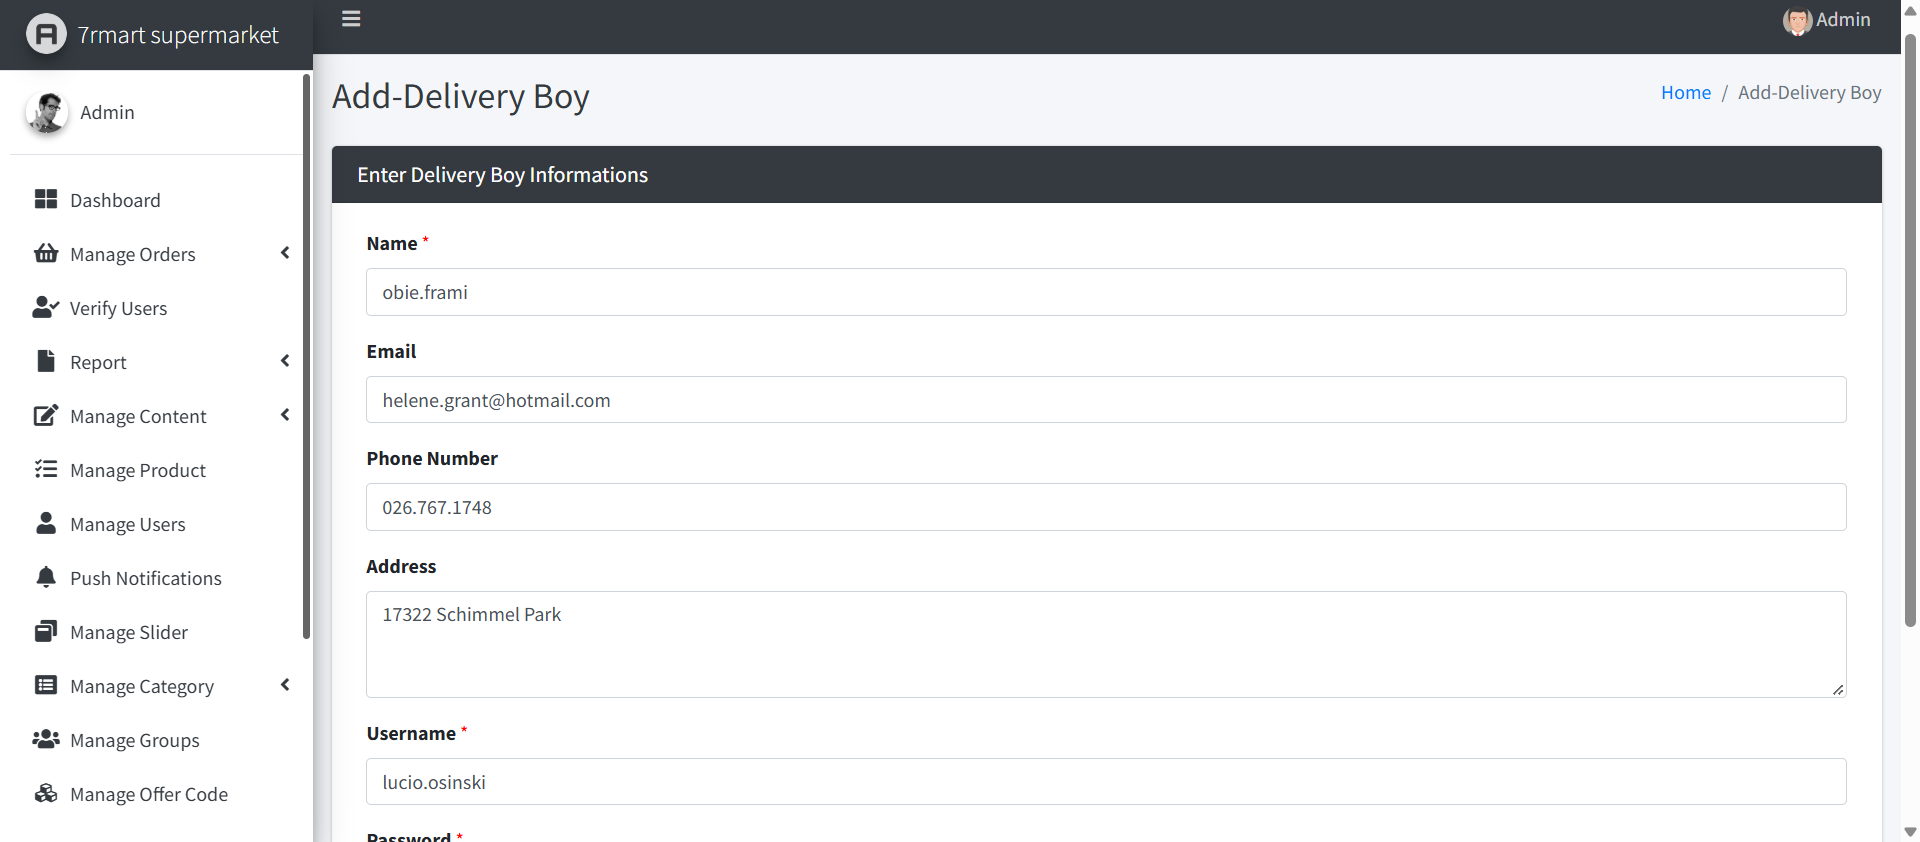 7rmart supermarket
Admin
Admin
Dashboard
Manage Orders
Verify Users
Report
Manage Content
Manage Product
Manage Users
Push Notifications
Manage Slider
Manage Category
Manage Groups
Manage Offer Code
Add-Delivery Boy
Home / Add-Delivery Boy
Enter Delivery Boy Informations
Name *
obie.frami
Email
helene.grant@hotmail.com
Phone Number
026.767.1748
Address
17322 Schimmel Park
Username *
lucio.osinski
Password *